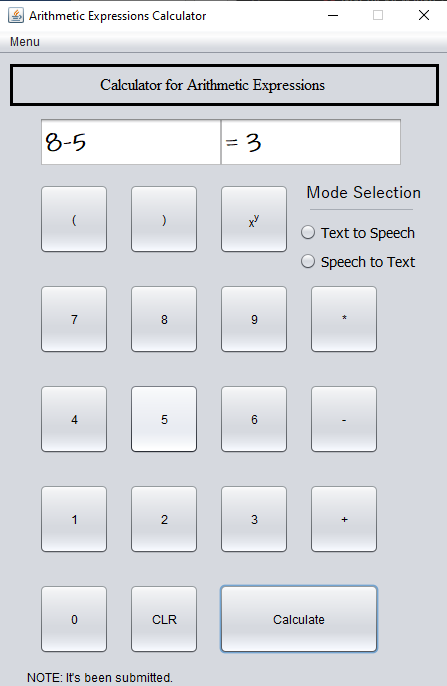 Arithmetic Expressions Calculator
Menu
Calculator for Arithmetic Expressions
8-5 = 3
Mode Selection
( ) xʸ
Text to Speech
Speech to Text
7 8 9 *
4 5 6 -
1 2 3 +
0 CLR Calculate
NOTE: It's been submitted.